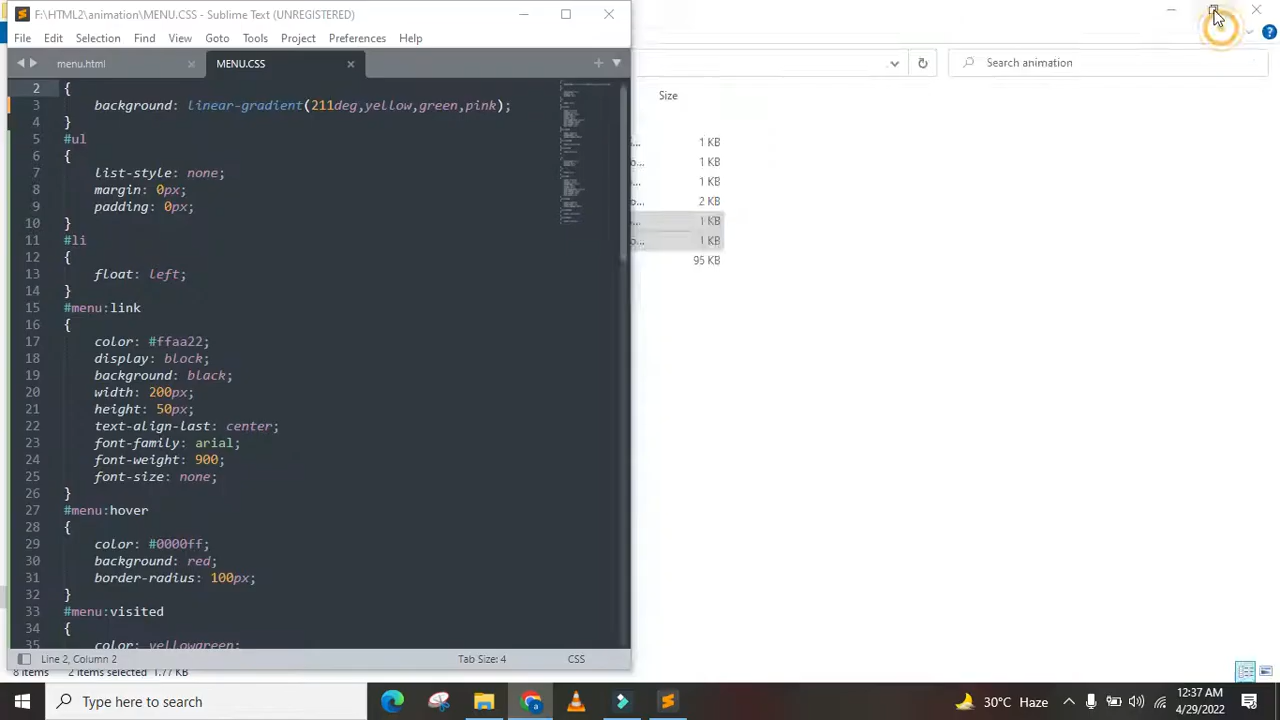 F:\HTML2\animation\MENU.CSS - Sublime Text (UNREGISTERED)
File Edit Selection Find View Goto Tools Project Preferences Help
menu.html MENU.CSS
Search animation
Size
2 {
3 background: linear-gradient(211deg,yellow,green,pink);
4 }
5 #ul
6 {
7 list-style: none;
8 margin: 0px;
9 padding: 0px;
10 }
11 #li
12 {
13 float: left;
14 }
15 #menu:link
16 {
17 color: #ffaa22;
18 display: block;
19 background: black;
20 width: 200px;
21 height: 50px;
22 text-align-last: center;
23 font-family: arial;
24 font-weight: 900;
25 font-size: none;
26 }
27 #menu:hover
28 {
29 color: #0000ff;
30 background: red;
31 border-radius: 100px;
32 }
33 #menu:visited
34 {
35 color: yellowgreen;
... 1 KB
o... 1 KB
o... 1 KB
o... 2 KB
... 1 KB
o... 1 KB
95 KB
Line 2, Column 2 Tab Size: 4 CSS
8 items 2 items selected 1.77 KB
Type here to search
30°C Haze
12:37 AM
4/29/2022